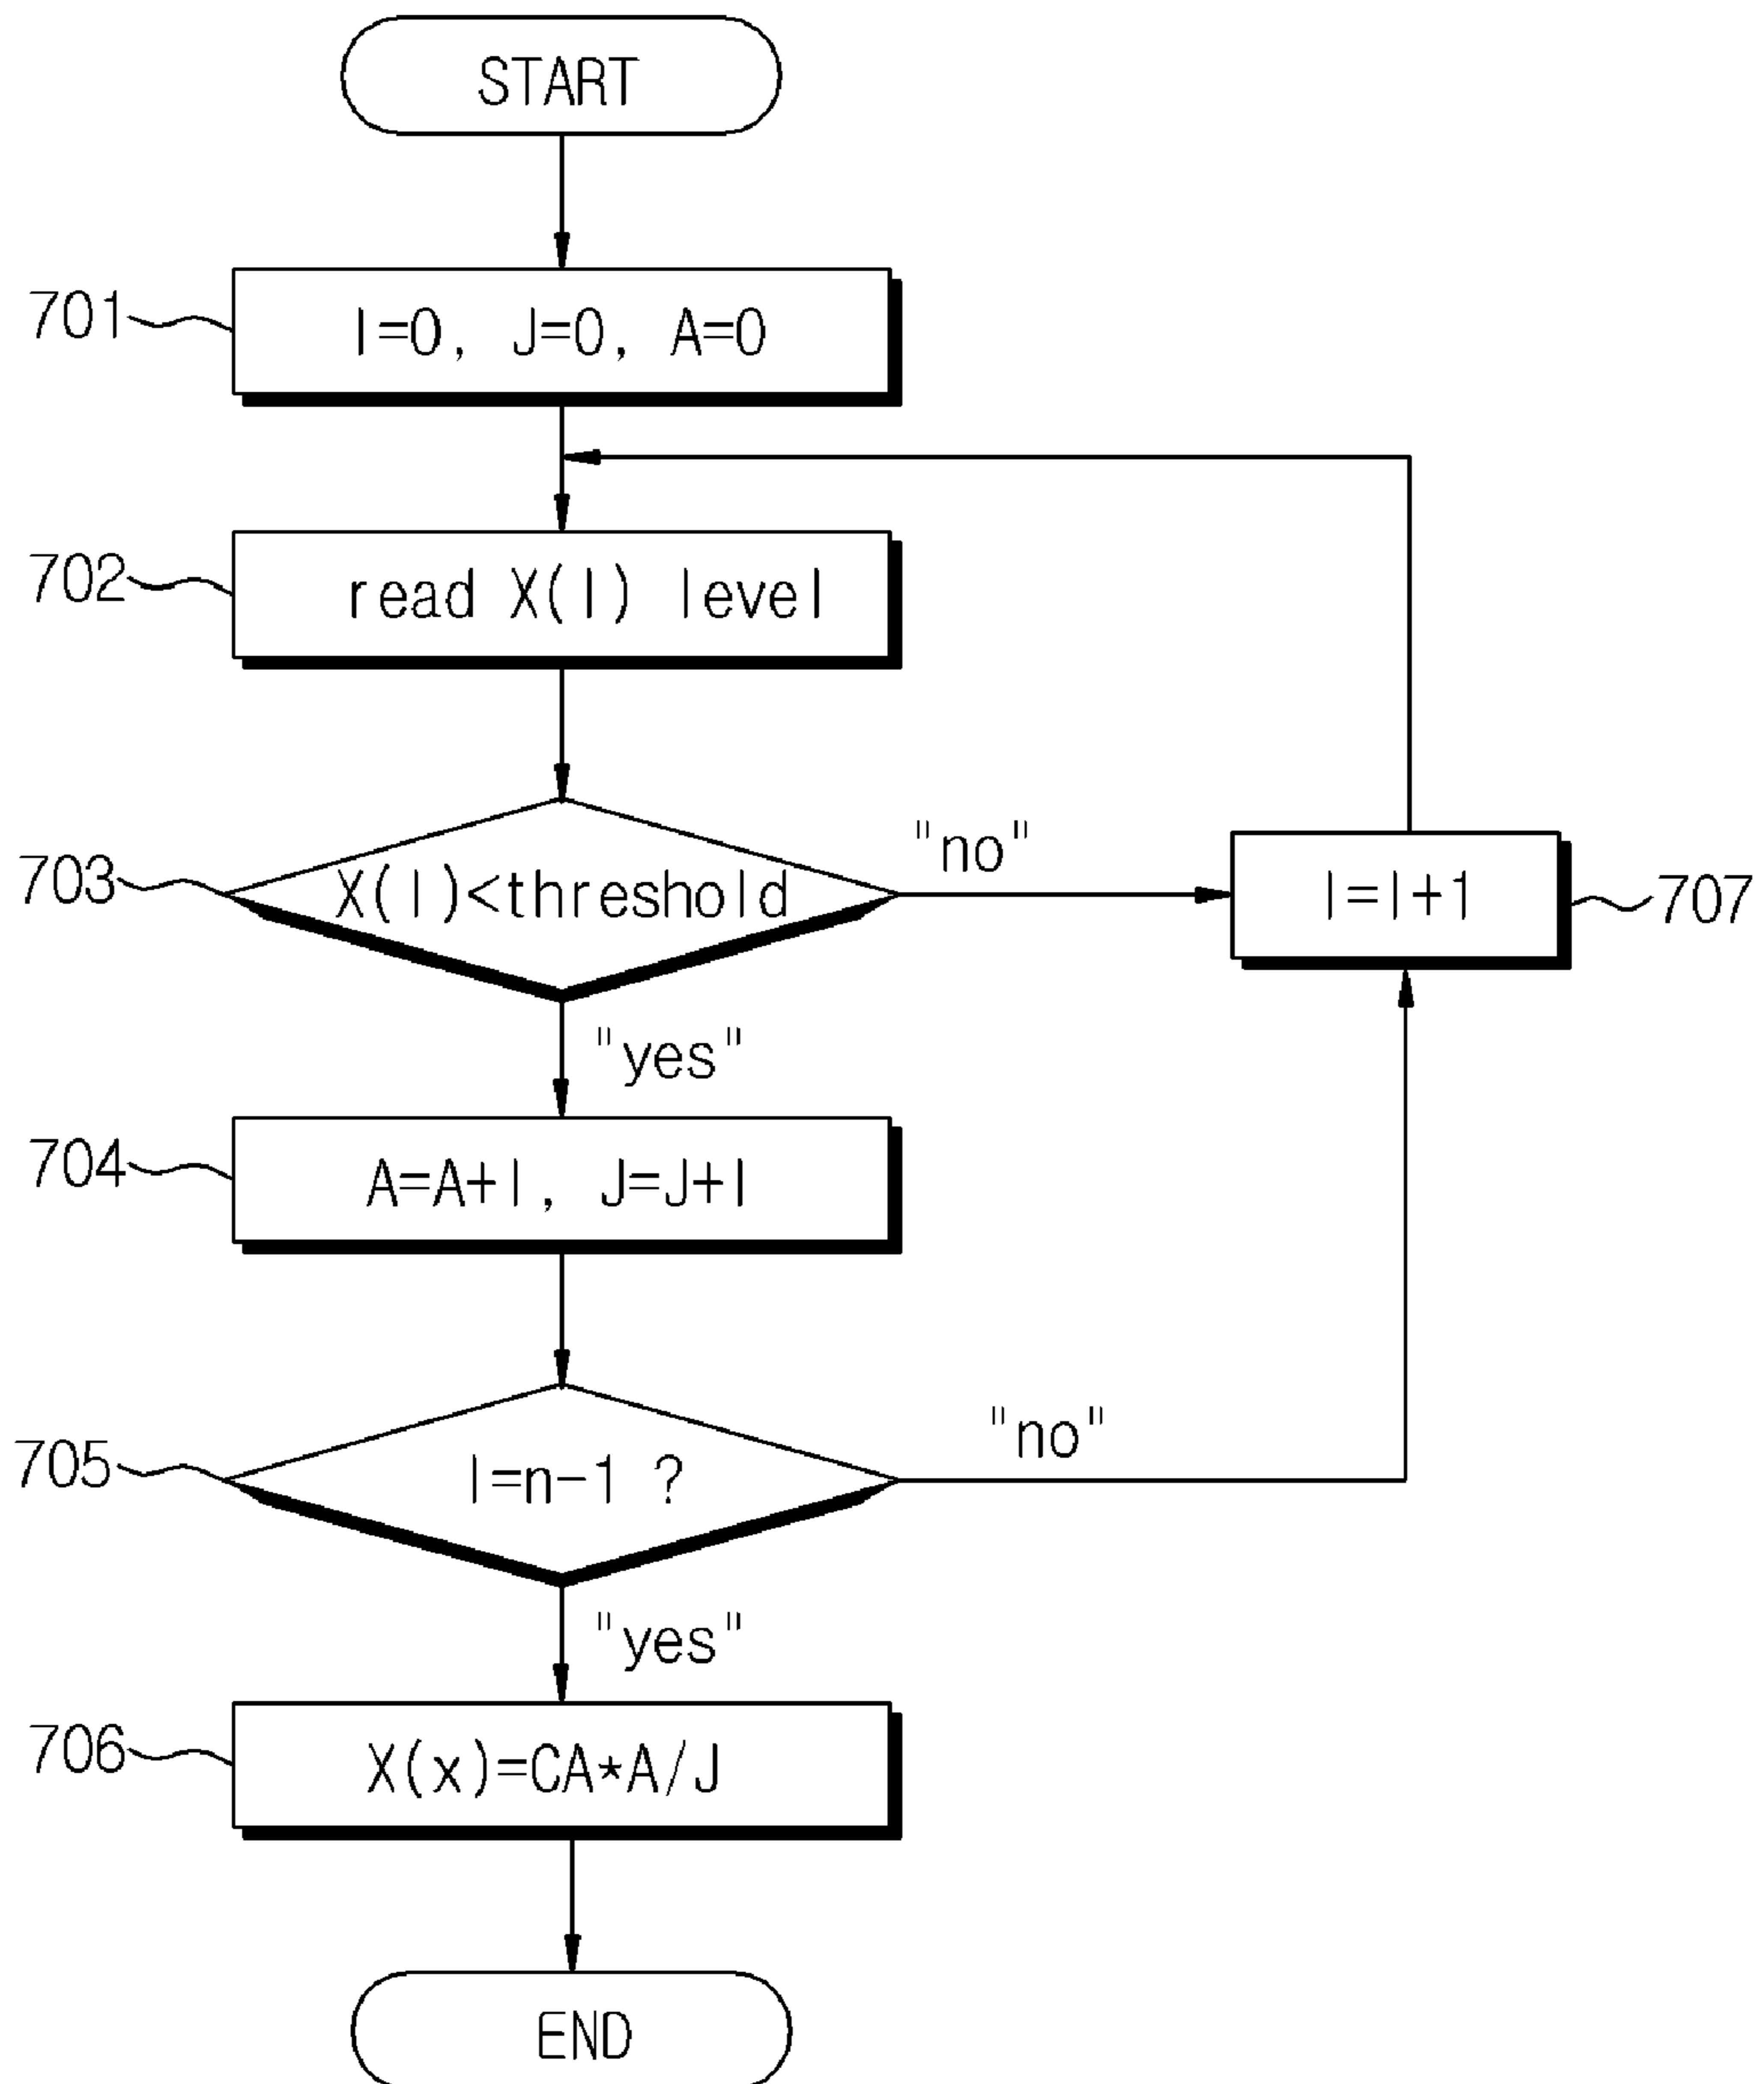 START
701
I=0, J=0, A=0
702
read X(I) level
703
X(I)<threshold
"no"
I=I+1
707
"yes"
704
A=A+I, J=J+I
705
I=n-1 ?
"no"
"yes"
706
X(x)=CA*A/J
END